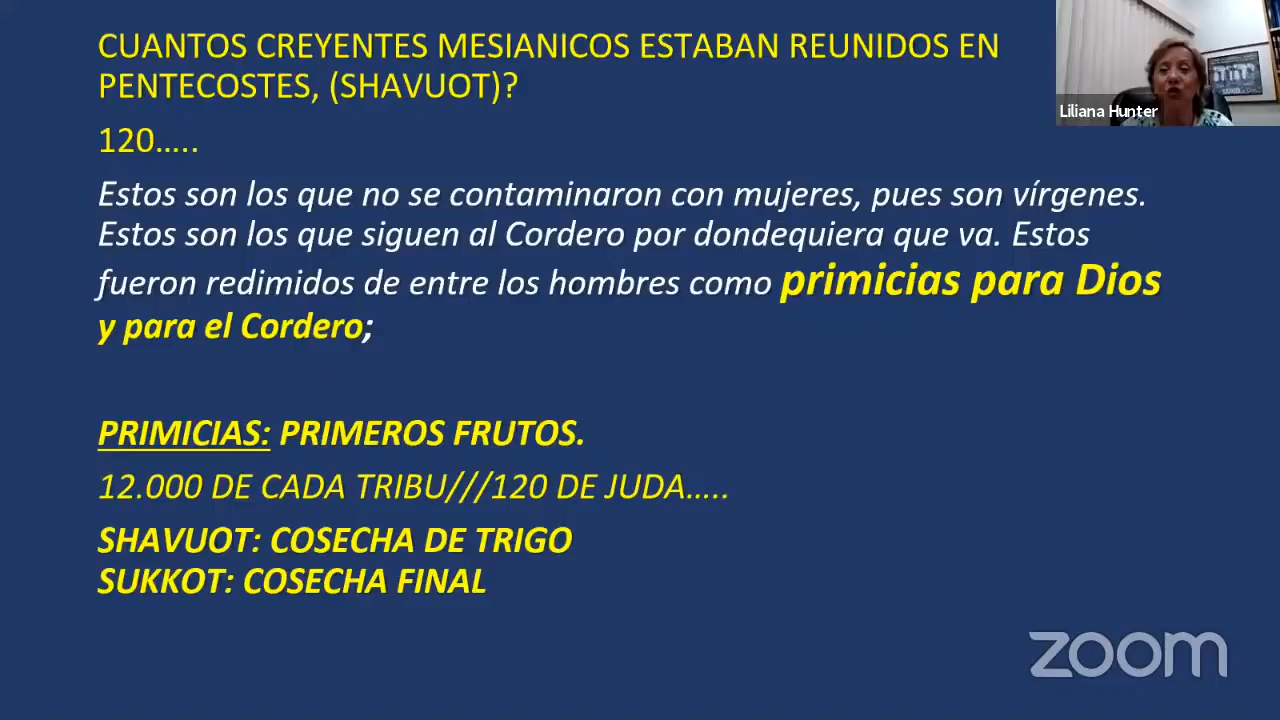 CUANTOS CREYENTES MESIANICOS ESTABAN REUNIDOS EN
PENTECOSTES, (SHAVUOT)?
120…..
Estos son los que no se contaminaron con mujeres, pues son vírgenes.
Estos son los que siguen al Cordero por dondequiera que va. Estos
fueron redimidos de entre los hombres como primicias para Dios
y para el Cordero;
PRIMICIAS: PRIMEROS FRUTOS.
12.000 DE CADA TRIBU///120 DE JUDA…..
SHAVUOT: COSECHA DE TRIGO
SUKKOT: COSECHA FINAL
Liliana Hunter
zoom